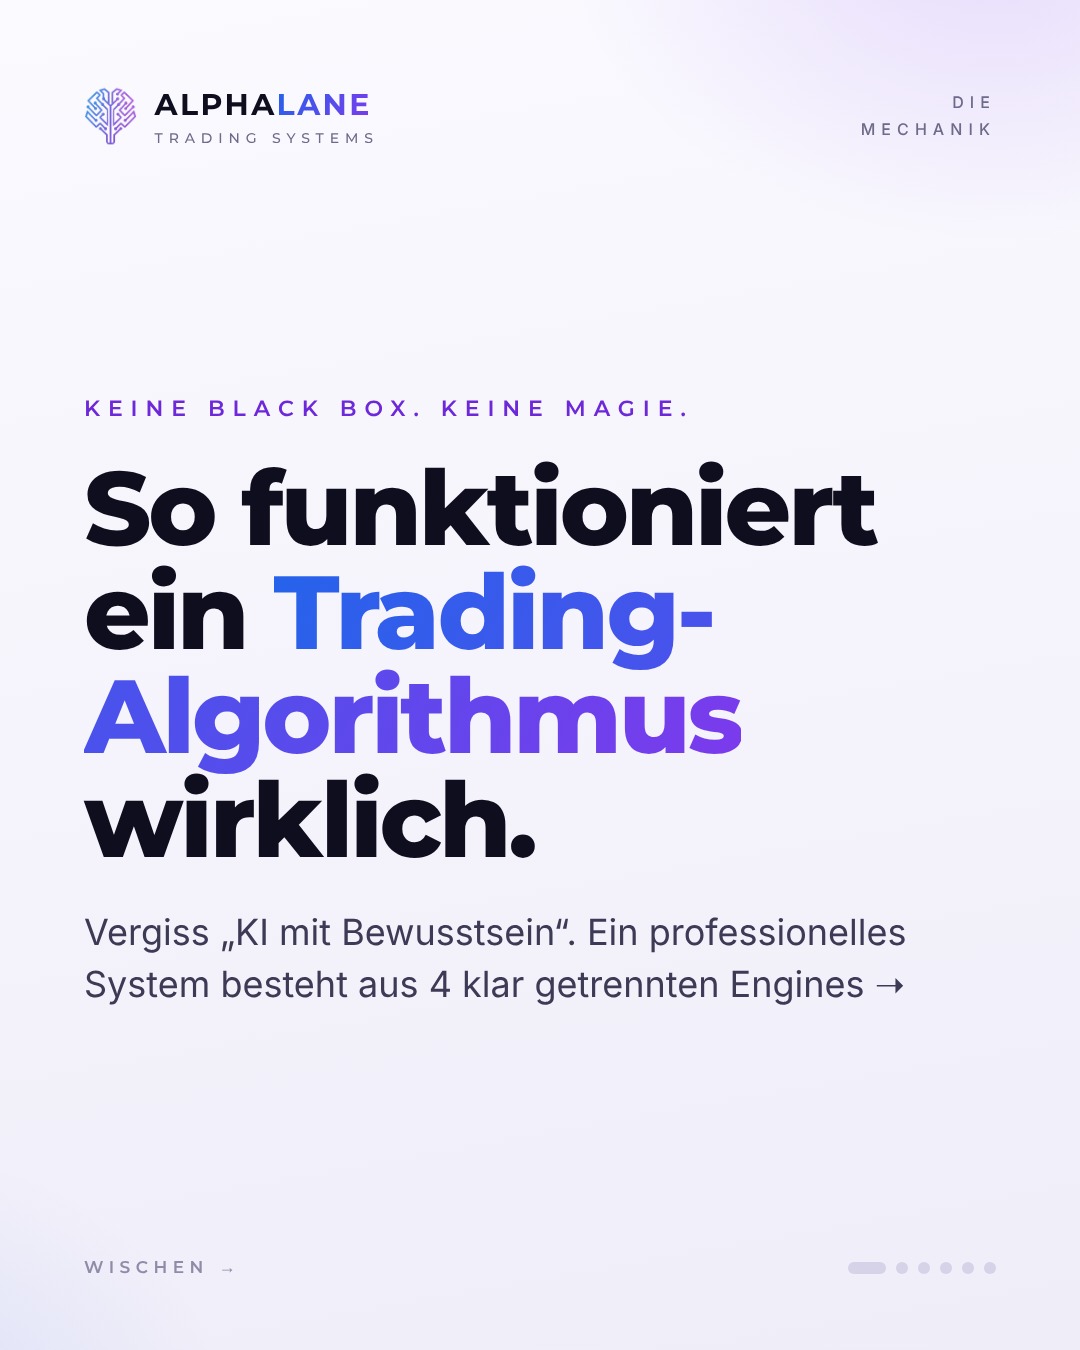 ALPHALANE
TRADING SYSTEMS
DIE
MECHANIK
KEINE BLACK BOX. KEINE MAGIE.
So funktioniert
ein Trading-
Algorithmus
wirklich.
Vergiss „KI mit Bewusstsein“. Ein professionelles
System besteht aus 4 klar getrennten Engines →
WISCHEN →